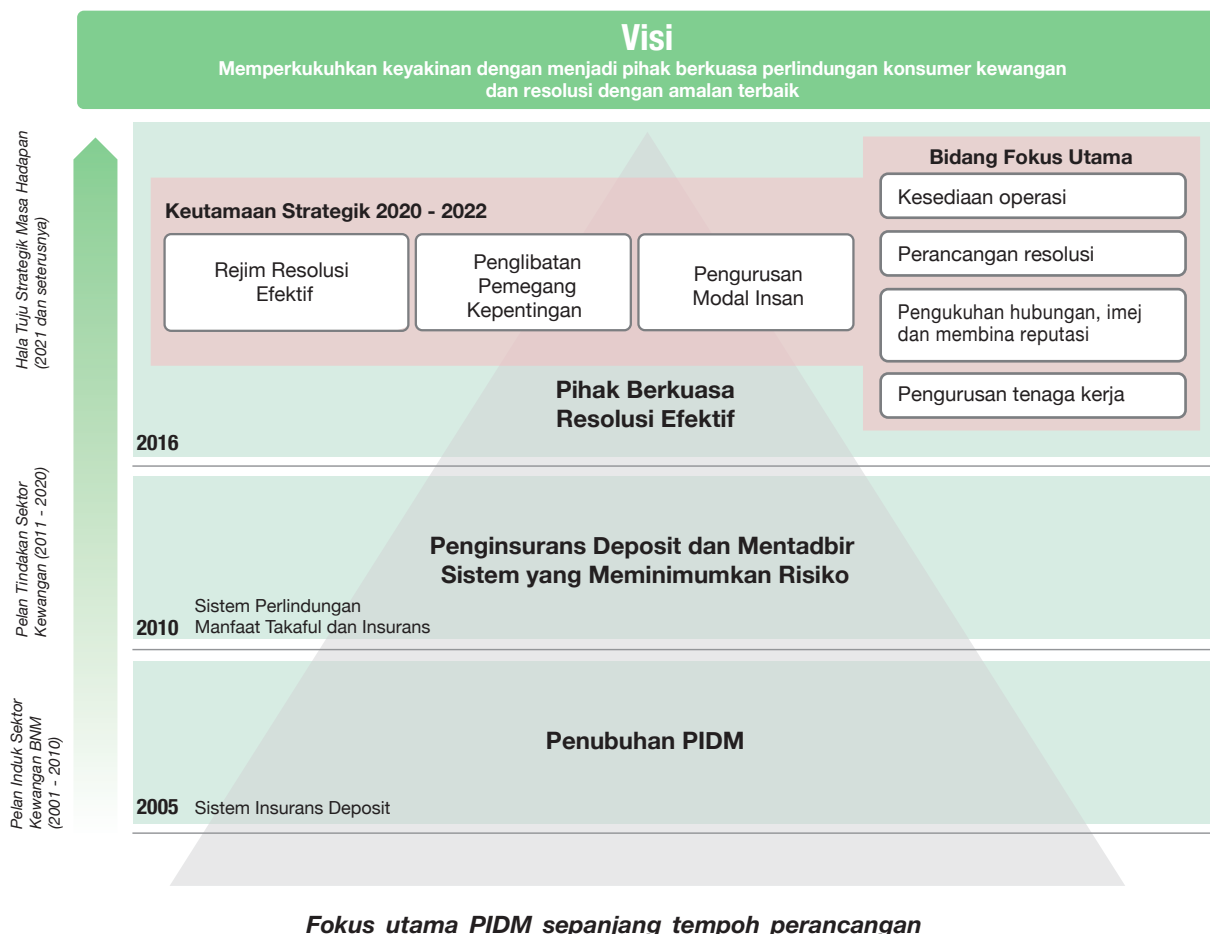 Visi
Memperkukuhkan keyakinan dengan menjadi pihak berkuasa perlindungan konsumer kewangan
dan resolusi dengan amalan terbaik
Hala Tuju Strategik Masa Hadapan
(2021 dan seterusnya)
Keutamaan Strategik 2020 - 2022
Rejim Resolusi
Efektif
Penglibatan
Pemegang
Kepentingan
Pengurusan
Modal Insan
Bidang Fokus Utama
Kesediaan operasi
Perancangan resolusi
Pengukuhan hubungan, imej
dan membina reputasi
Pengurusan tenaga kerja
Pihak Berkuasa
Resolusi Efektif
2016
Pelan Tindakan Sektor
Kewangan (2011 - 2020)
Penginsurans Deposit dan Mentadbir
Sistem yang Meminimumkan Risiko
2010
Sistem Perlindungan
Manfaat Takaful dan Insurans
Pelan Induk Sektor
Kewangan BNM
(2001 - 2010)
Penubuhan PIDM
2005
Sistem Insurans Deposit
Fokus utama PIDM sepanjang tempoh perancangan